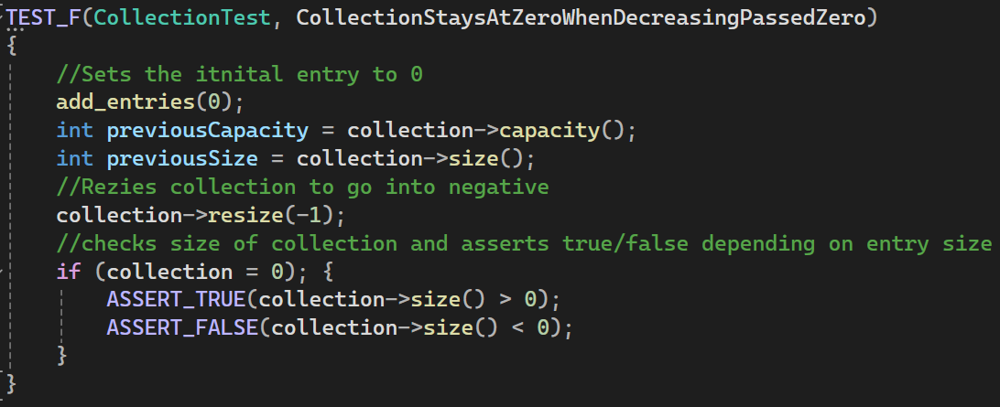 TEST_F(CollectionTest, CollectionStaysAtZeroWhenDecreasingPassedZero)
{
    //Sets the itnital entry to 0
    add_entries(0);
    int previousCapacity = collection->capacity();
    int previousSize = collection->size();
    //Rezies collection to go into negative
    collection->resize(-1);
    //checks size of collection and asserts true/false depending on entry size
    if (collection = 0); {
        ASSERT_TRUE(collection->size() > 0);
        ASSERT_FALSE(collection->size() < 0);
    }
}